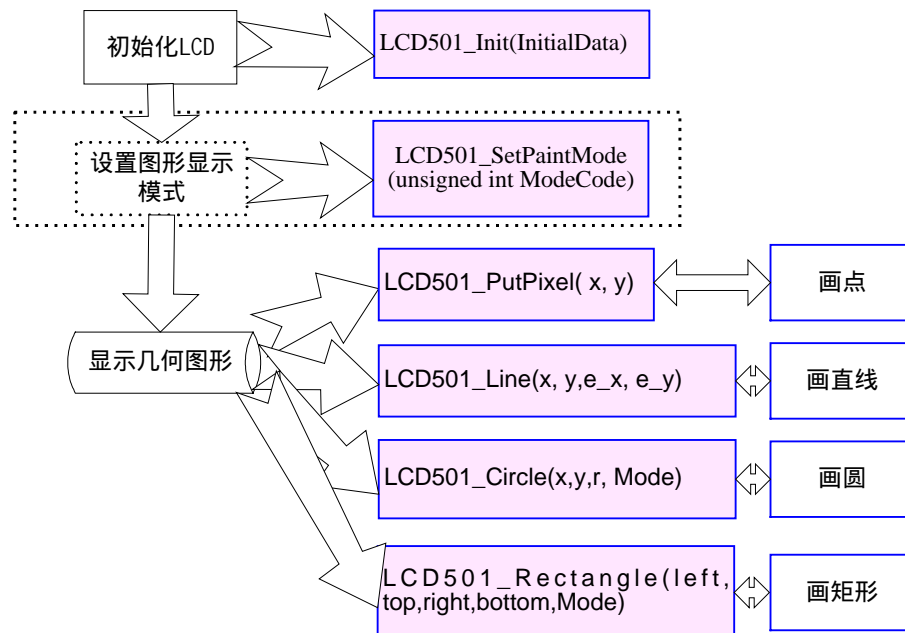 初始化LCD
LCD501_Init(InitialData)
设置图形显示
模式
LCD501_SetPaintMode
(unsigned int ModeCode)
显示几何图形
LCD501_PutPixel( x, y)
画点
LCD501_Line(x, y,e_x, e_y)
画直线
LCD501_Circle(x,y,r, Mode)
画圆
LCD501_Rectangle(left,
top,right,bottom,Mode)
画矩形